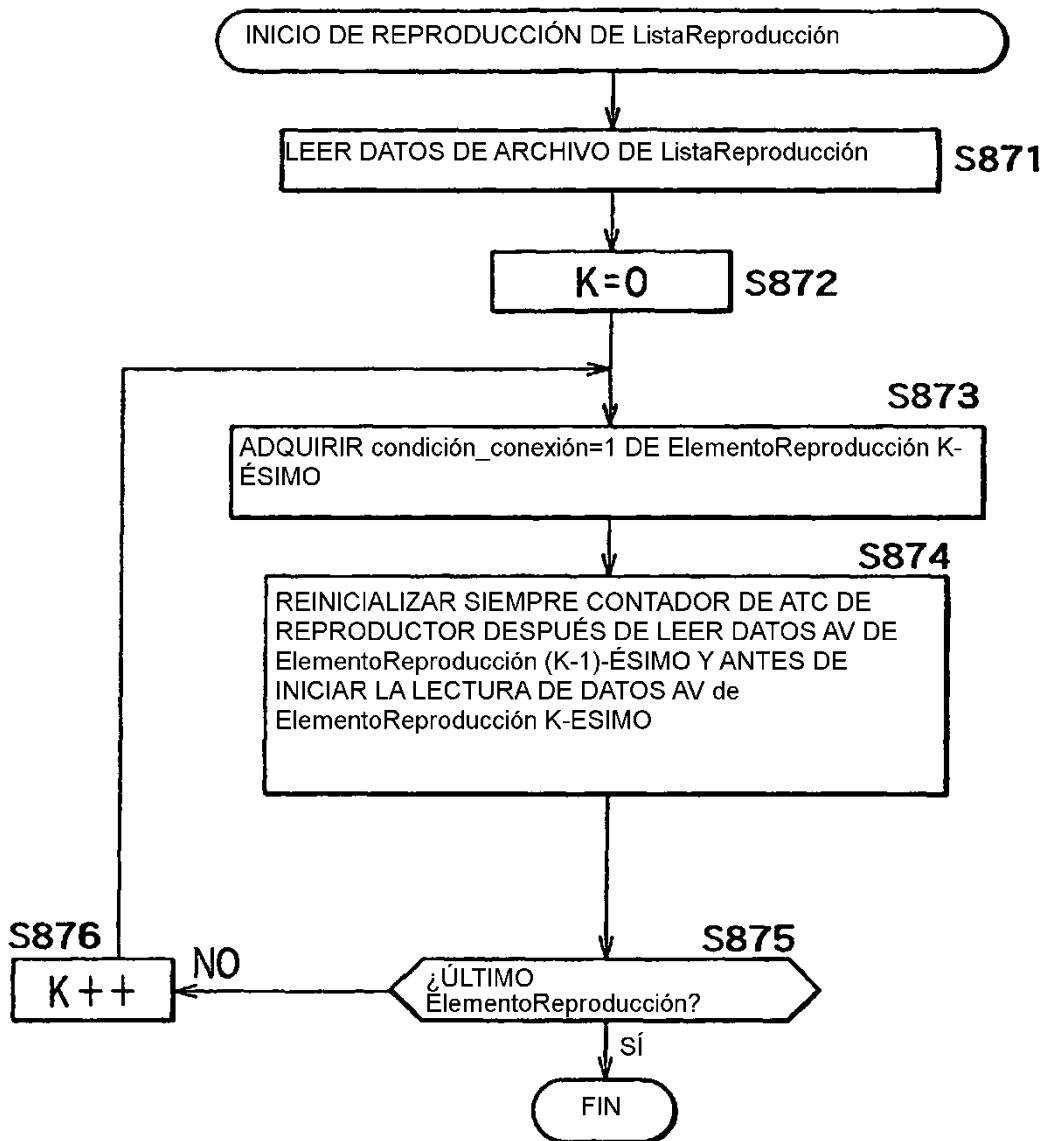 INICIO DE REPRODUCCIÓN DE ListaReproducción
LEER DATOS DE ARCHIVO DE ListaReproducción
S871
K=0
S872
S873
ADQUIRIR condición_conexión=1 DE ElementoReproducción K-
ÉSIMO
S874
REINICIALIZAR SIEMPRE CONTADOR DE ATC DE
REPRODUCTOR DESPUÉS DE LEER DATOS AV DE
ElementoReproducción (K-1)-ÉSIMO Y ANTES DE
INICIAR LA LECTURA DE DATOS AV de
ElementoReproducción K-ESIMO
S875
¿ÚLTIMO
ElementoReproducción?
NO
S876
K++
SÍ
FIN